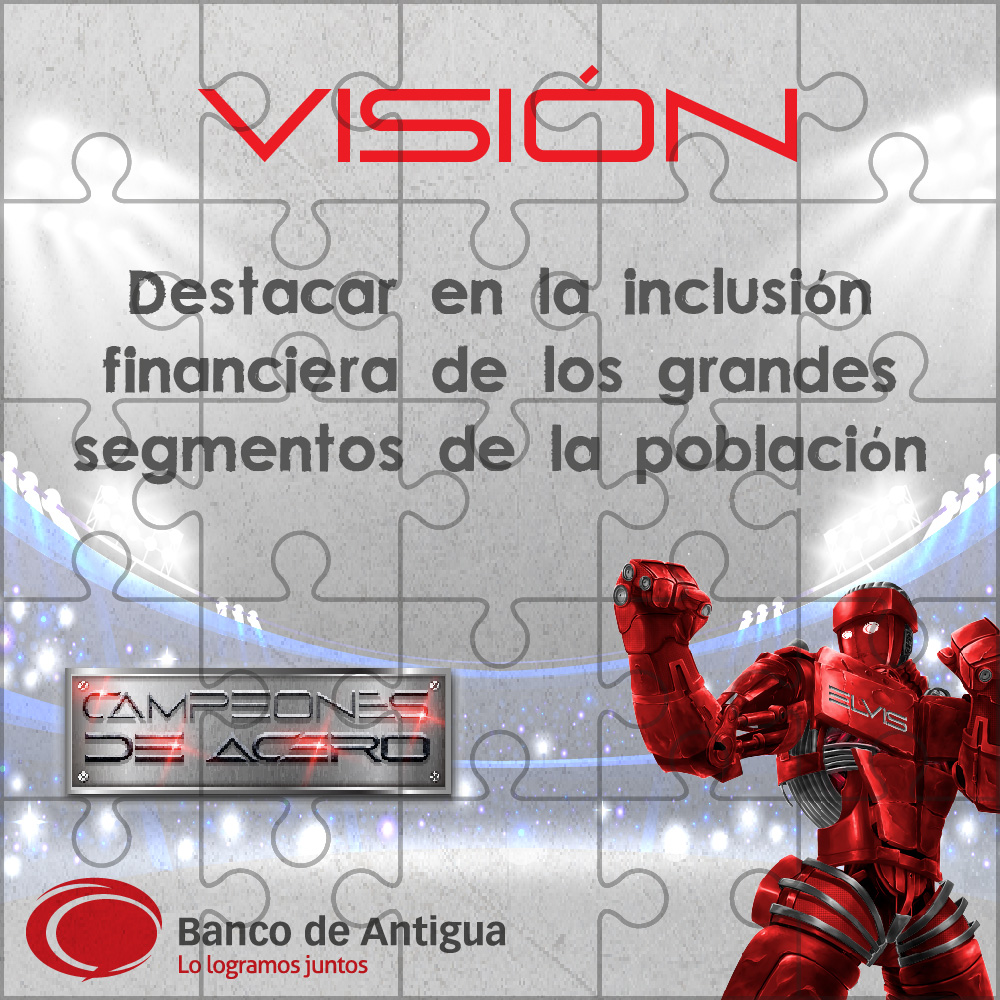 VISIÓN
Destacar en la inclusión
financiera de los grandes
segmentos de la población
ELVIS
CAMPEONES
DE ACERO
Banco de Antigua
Lo logramos juntos